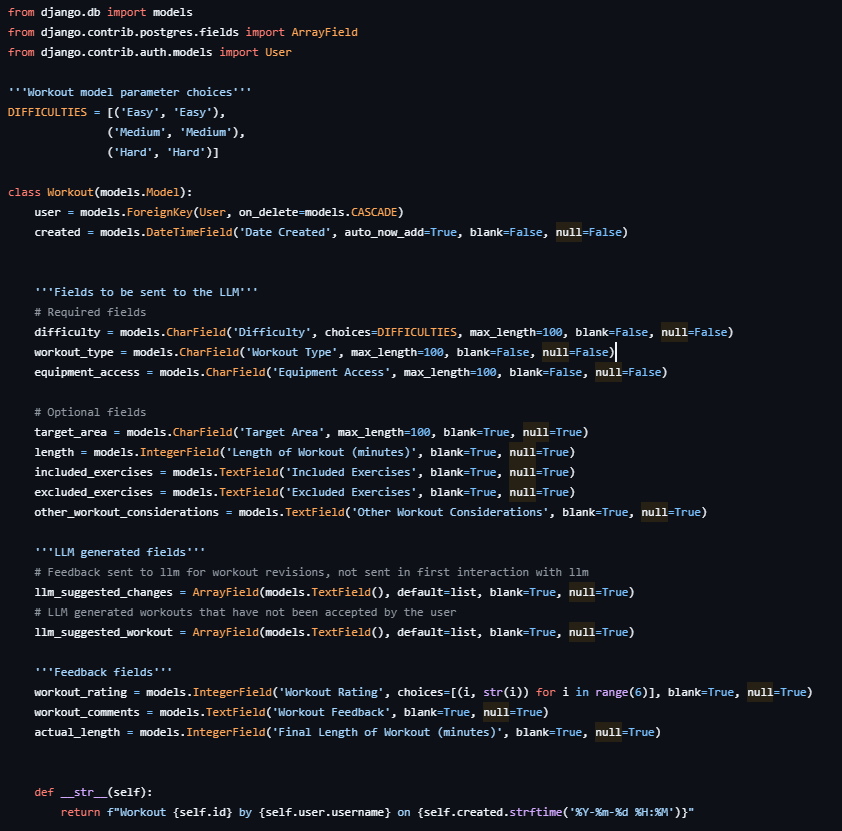 from django.db import models
from django.contrib.postgres.fields import ArrayField
from django.contrib.auth.models import User
'''Workout model parameter choices'''
DIFFICULTIES = [('Easy', 'Easy'),
('Medium', 'Medium'),
('Hard', 'Hard')]
class Workout(models.Model):
user = models.ForeignKey(User, on_delete=models.CASCADE)
created = models.DateTimeField('Date Created', auto_now_add=True, blank=False, null=False)
'''Fields to be sent to the LLM'''
# Required fields
difficulty = models.CharField('Difficulty', choices=DIFFICULTIES, max_length=100, blank=False, null=False)
workout_type = models.CharField('Workout Type', max_length=100, blank=False, null=False)
equipment_access = models.CharField('Equipment Access', max_length=100, blank=False, null=False)
# Optional fields
target_area = models.CharField('Target Area', max_length=100, blank=True, null=True)
length = models.IntegerField('Length of Workout (minutes)', blank=True, null=True)
included_exercises = models.TextField('Included Exercises', blank=True, null=True)
excluded_exercises = models.TextField('Excluded Exercises', blank=True, null=True)
other_workout_considerations = models.TextField('Other Workout Considerations', blank=True, null=True)
'''LLM generated fields'''
# Feedback sent to llm for workout revisions, not sent in first interaction with llm
llm_suggested_changes = ArrayField(models.TextField(), default=list, blank=True, null=True)
# LLM generated workouts that have not been accepted by the user
llm_suggested_workout = ArrayField(models.TextField(), default=list, blank=True, null=True)
'''Feedback fields'''
workout_rating = models.IntegerField('Workout Rating', choices=[(i, str(i)) for i in range(6)], blank=True, null=True)
workout_comments = models.TextField('Workout Feedback', blank=True, null=True)
actual_length = models.IntegerField('Final Length of Workout (minutes)', blank=True, null=True)
def __str__(self):
return f"Workout {self.id} by {self.user.username} on {self.created.strftime('%Y-%m-%d %H:%M')}"